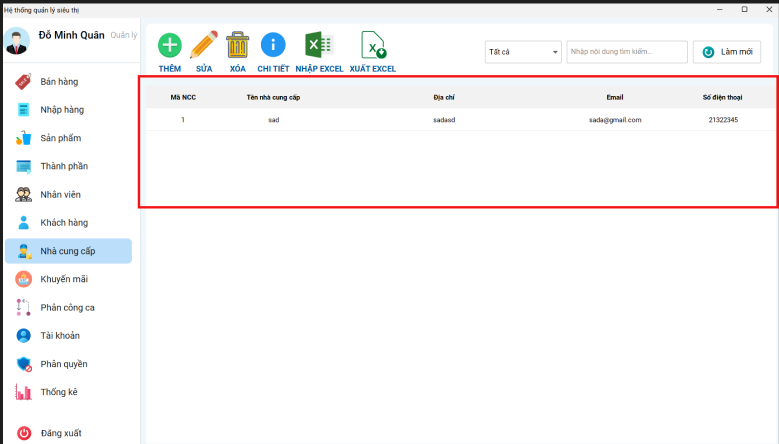 Hệ thống quản lý siêu thị
Đỗ Minh Quân Quản lý
Bán hàng
Nhập hàng
Sản phẩm
Thành phần
Nhân viên
Khách hàng
Nhà cung cấp
Khuyến mãi
Phân công ca
Tài khoản
Phân quyền
Thống kê
Đăng xuất
THÊM SỬA XÓA CHI TIẾT NHẬP EXCEL XUẤT EXCEL
Tất cả
Nhập nội dung tìm kiếm...
Làm mới
Mã NCC Tên nhà cung cấp Địa chỉ Email Số điện thoại
1 sad sadasd sada@gmail.com 21322345